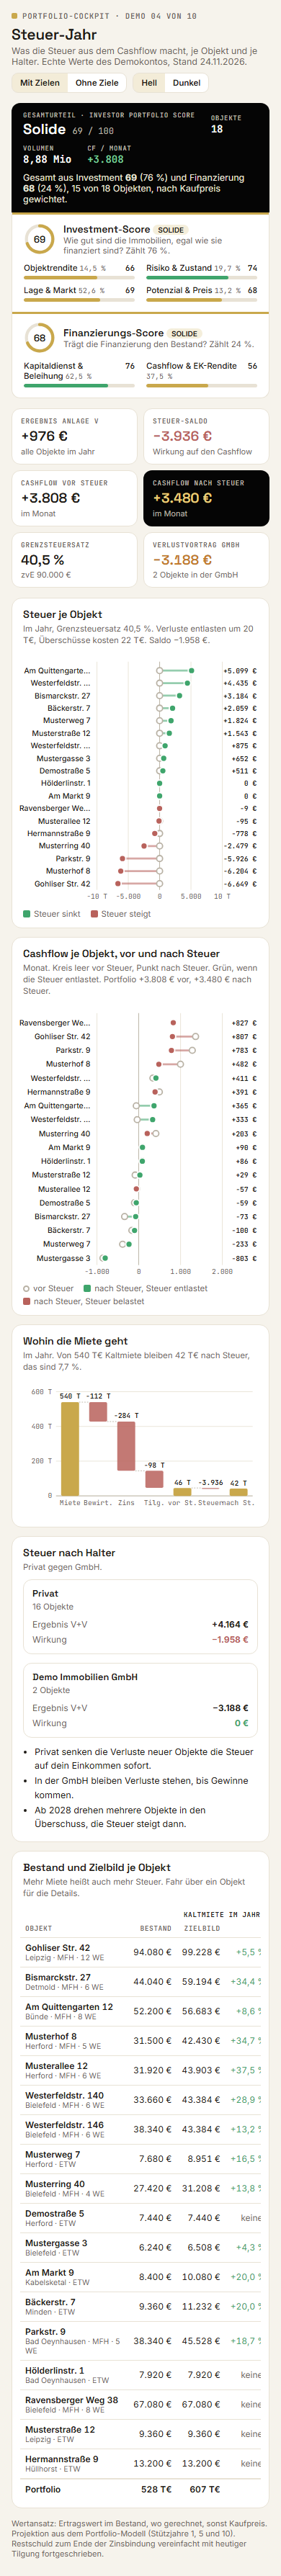 PORTFOLIO-COCKPIT · DEMO 04 VON 10
Steuer-Jahr
Was die Steuer aus dem Cashflow macht, je Objekt und je
Halter. Echte Werte des Demokontos, Stand 24.11.2026.
Mit Zielen Ohne Ziele Hell Dunkel
GESAMTURTEIL · INVESTOR PORTFOLIO SCORE
Solide 69 / 100
OBJEKTE
18
VOLUMEN
8,88 Mio
CF / MONAT
+3.808
Gesamt aus Investment 69 (76 %) und Finanzierung
68 (24 %), 15 von 18 Objekten, nach Kaufpreis
gewichtet.
69
Investment-Score SOLIDE
Wie gut sind die Immobilien, egal wie sie
finanziert sind? Zählt 76 %.
Objektrendite 14,5 % 66
Risiko & Zustand 19,7 % 74
Lage & Markt 52,6 % 69
Potenzial & Preis 13,2 % 68
68
Finanzierungs-Score SOLIDE
Trägt die Finanzierung den Bestand? Zählt 24 %.
Kapitaldienst &
Beleihung 62,5 % 76
Cashflow & EK-Rendite
37,5 % 56
ERGEBNIS ANLAGE V
+976 €
alle Objekte im Jahr
STEUER-SALDO
−3.936 €
Wirkung auf den Cashflow
CASHFLOW VOR STEUER
+3.808 €
im Monat
CASHFLOW NACH STEUER
+3.480 €
im Monat
GRENZSTEUERSATZ
40,5 %
zvE 90.000 €
VERLUSTVORTRAG GMBH
−3.188 €
2 Objekte in der GmbH
Steuer je Objekt
Im Jahr, Grenzsteuersatz 40,5 %. Verluste entlasten um 20
T€, Überschüsse kosten 22 T€. Saldo −1.958 €.
Am Quittengarte... +5.099 €
Westerfeldstr. ... +4.435 €
Bismarckstr. 27 +3.184 €
Bäckerstr. 7 +2.059 €
Musterweg 7 +1.824 €
Musterstraße 12 +1.543 €
Westerfeldstr. ... +875 €
Mustergasse 3 +652 €
Demostraße 5 +511 €
Hölderlinstr. 1 0 €
Am Markt 9 0 €
Ravensberger We... -9 €
Musterallee 12 -95 €
Hermannstraße 9 -778 €
Musterring 40 -2.479 €
Parkstr. 9 -5.926 €
Musterhof 8 -6.204 €
Gohliser Str. 42 -6.649 €
-10 T -5.000 0 5.000 10 T
Steuer sinkt Steuer steigt
Cashflow je Objekt, vor und nach Steuer
Monat. Kreis leer vor Steuer, Punkt nach Steuer. Grün, wenn
die Steuer entlastet. Portfolio +3.808 € vor, +3.480 € nach
Steuer.
Ravensberger We... +827 €
Gohliser Str. 42 +807 €
Parkstr. 9 +783 €
Musterhof 8 +482 €
Westerfeldstr. ... +411 €
Hermannstraße 9 +391 €
Am Quittengarte... +365 €
Westerfeldstr. ... +333 €
Musterring 40 +203 €
Am Markt 9 +90 €
Hölderlinstr. 1 +86 €
Musterstraße 12 +29 €
Musterallee 12 -57 €
Demostraße 5 -59 €
Bismarckstr. 27 -73 €
Bäckerstr. 7 -180 €
Musterweg 7 -233 €
Mustergasse 3 -803 €
-1.000 0 1.000 2.000
vor Steuer nach Steuer, Steuer entlastet
nach Steuer, Steuer belastet
Wohin die Miete geht
Im Jahr. Von 540 T€ Kaltmiete bleiben 42 T€ nach Steuer,
das sind 7,7 %.
600 T
400 T
200 T
0
540 T -112 T -284 T -98 T 46 T -3.936 42 T
Miete Bewirt. Zins Tilg. vor St. Steuer nach St.
Steuer nach Halter
Privat gegen GmbH.
Privat
16 Objekte
Ergebnis V+V +4.164 €
Wirkung −1.958 €
Demo Immobilien GmbH
2 Objekte
Ergebnis V+V −3.188 €
Wirkung 0 €
• Privat senken die Verluste neuer Objekte die Steuer
auf dein Einkommen sofort.
• In der GmbH bleiben Verluste stehen, bis Gewinne
kommen.
• Ab 2028 drehen mehrere Objekte in den
Überschuss, die Steuer steigt dann.
Bestand und Zielbild je Objekt
Mehr Miete heißt auch mehr Steuer. Fahr über ein Objekt
für die Details.
KALTMIETE IM JAHR
OBJEKT BESTAND ZIELBILD
Gohliser Str. 42 94.080 € 99.228 € +5,5 %
Leipzig · MFH · 12 WE
Bismarckstr. 27 44.040 € 59.194 € +34,4 %
Detmold · MFH · 6 WE
Am Quittengarten 12 52.200 € 56.683 € +8,6 %
Bünde · MFH · 8 WE
Musterhof 8 31.500 € 42.430 € +34,7 %
Herford · MFH · 5 WE
Musterallee 12 31.920 € 43.903 € +37,5 %
Herford · MFH · 6 WE
Westerfeldstr. 140 33.660 € 43.384 € +28,9 %
Bielefeld · MFH · 6 WE
Westerfeldstr. 146 38.340 € 43.384 € +13,2 %
Bielefeld · MFH · 6 WE
Musterweg 7 7.680 € 8.951 € +16,5 %
Herford · ETW
Musterring 40 27.420 € 31.208 € +13,8 %
Bielefeld · MFH · 4 WE
Demostraße 5 7.440 € 7.440 € keine
Herford · ETW
Mustergasse 3 6.240 € 6.508 € +4,3 %
Bielefeld · ETW
Am Markt 9 8.400 € 10.080 € +20,0 %
Kabelsketal · ETW
Bäckerstr. 7 9.360 € 11.232 € +20,0 %
Minden · ETW
Parkstr. 9 38.340 € 45.528 € +18,7 %
Bad Oeynhausen · MFH · 5
WE
Hölderlinstr. 1 7.920 € 7.920 € keine
Bad Oeynhausen · ETW
Ravensberger Weg 38 67.080 € 67.080 € keine
Bielefeld · MFH · 8 WE
Musterstraße 12 9.360 € 9.360 € keine
Leipzig · ETW
Hermannstraße 9 13.200 € 13.200 € keine
Hüllhorst · ETW
Portfolio 528 T€ 607 T€
Wertansatz: Ertragswert im Bestand, wo gerechnet, sonst Kaufpreis.
Projektion aus dem Portfolio-Modell (Stützjahre 1, 5 und 10).
Restschuld zum Ende der Zinsbindung vereinfacht mit heutiger
Tilgung fortgeschrieben.